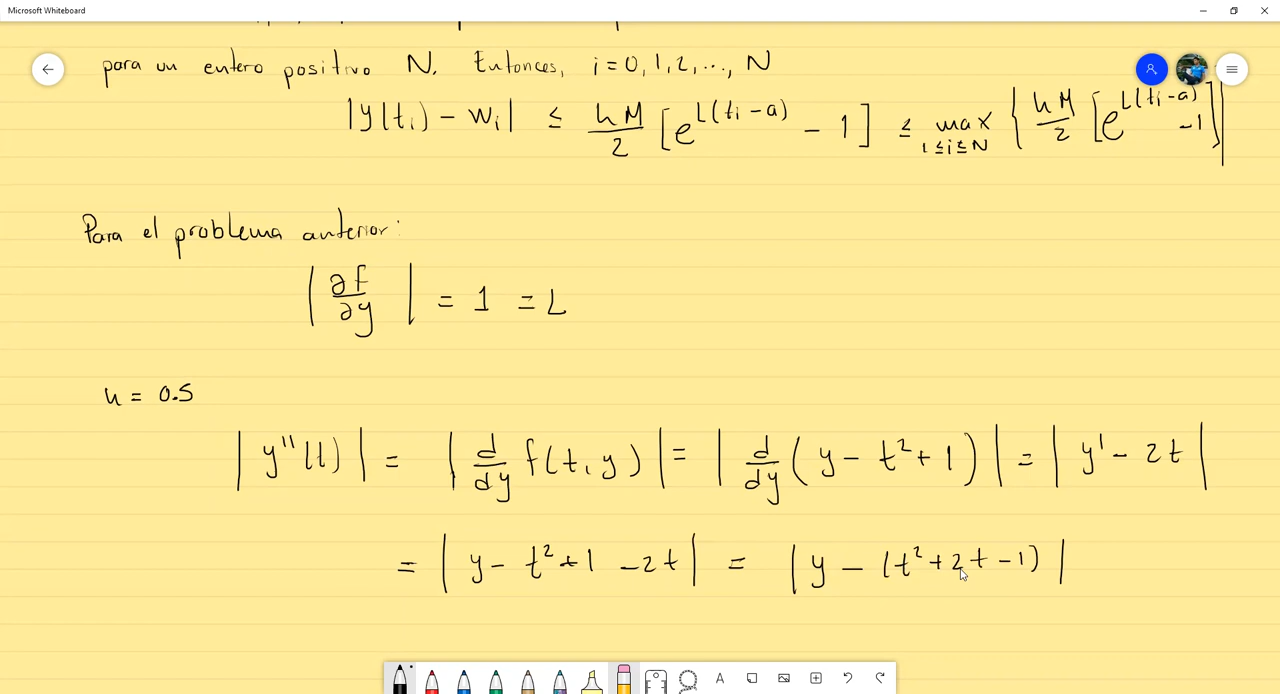 Microsoft Whiteboard
para un entero positivo N. Entonces, i=0,1,2,...,N
|y(ti) - wi| ≤ hM/2 [e^L(ti-a) - 1] ≤ max 1≤i≤N {hM/2 [e^L(ti-a) -1]}
Para el problema anterior:
|∂f/∂y| = 1 = L
h = 0.5
|y''(t)| = |d/dy f(t,y)| = |d/dy (y - t²+1)| = |y' - 2t|
= |y - t²+1 -2t| = |y - (t²+2t-1)|
A